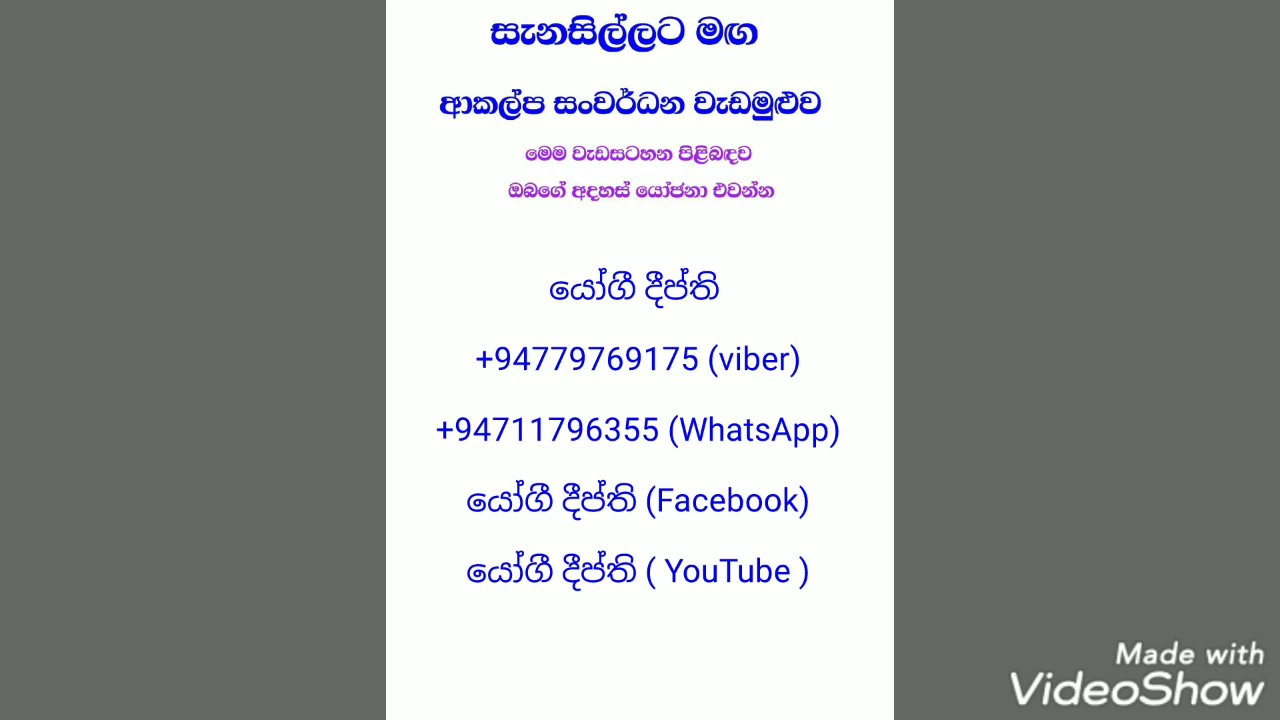 සැනසිල්ලට මඟ
ආකල්ප සංවර්ධන වැඩමුළුව
මෙම වැඩසටහන පිළිබඳව
ඔබගේ අදහස් යෝජනා එවන්න
යෝගී දීප්ති
+94779769175 (viber)
+94711796355 (WhatsApp)
යෝගී දීප්ති (Facebook)
යෝගී දීප්ති ( YouTube )
Made with
VideoShow